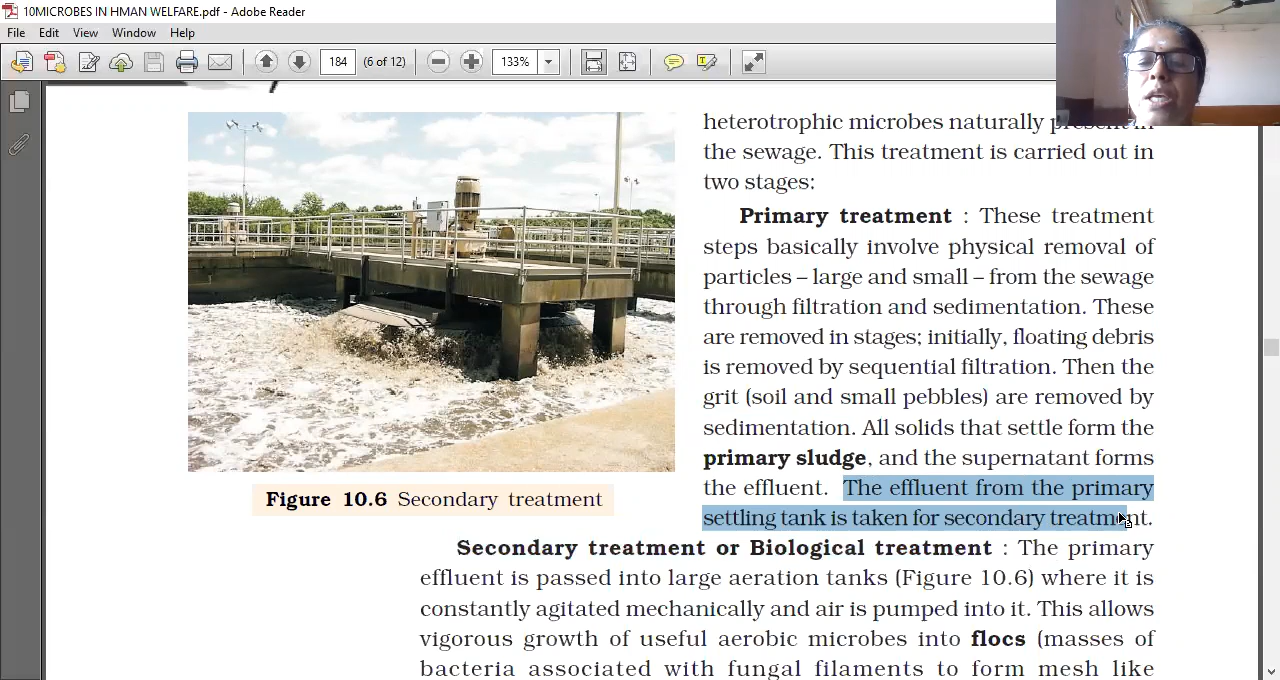 10MICROBES IN HMAN WELFARE.pdf - Adobe Reader
File Edit View Window Help
184 (6 of 12) 133%
heterotrophic microbes naturally present in
the sewage. This treatment is carried out in
two stages:
Primary treatment : These treatment
steps basically involve physical removal of
particles – large and small – from the sewage
through filtration and sedimentation. These
are removed in stages; initially, floating debris
is removed by sequential filtration. Then the
grit (soil and small pebbles) are removed by
sedimentation. All solids that settle form the
primary sludge, and the supernatant forms
the effluent. The effluent from the primary
settling tank is taken for secondary treatment.
Figure 10.6 Secondary treatment
Secondary treatment or Biological treatment : The primary
effluent is passed into large aeration tanks (Figure 10.6) where it is
constantly agitated mechanically and air is pumped into it. This allows
vigorous growth of useful aerobic microbes into flocs (masses of
bacteria associated with fungal filaments to form mesh like